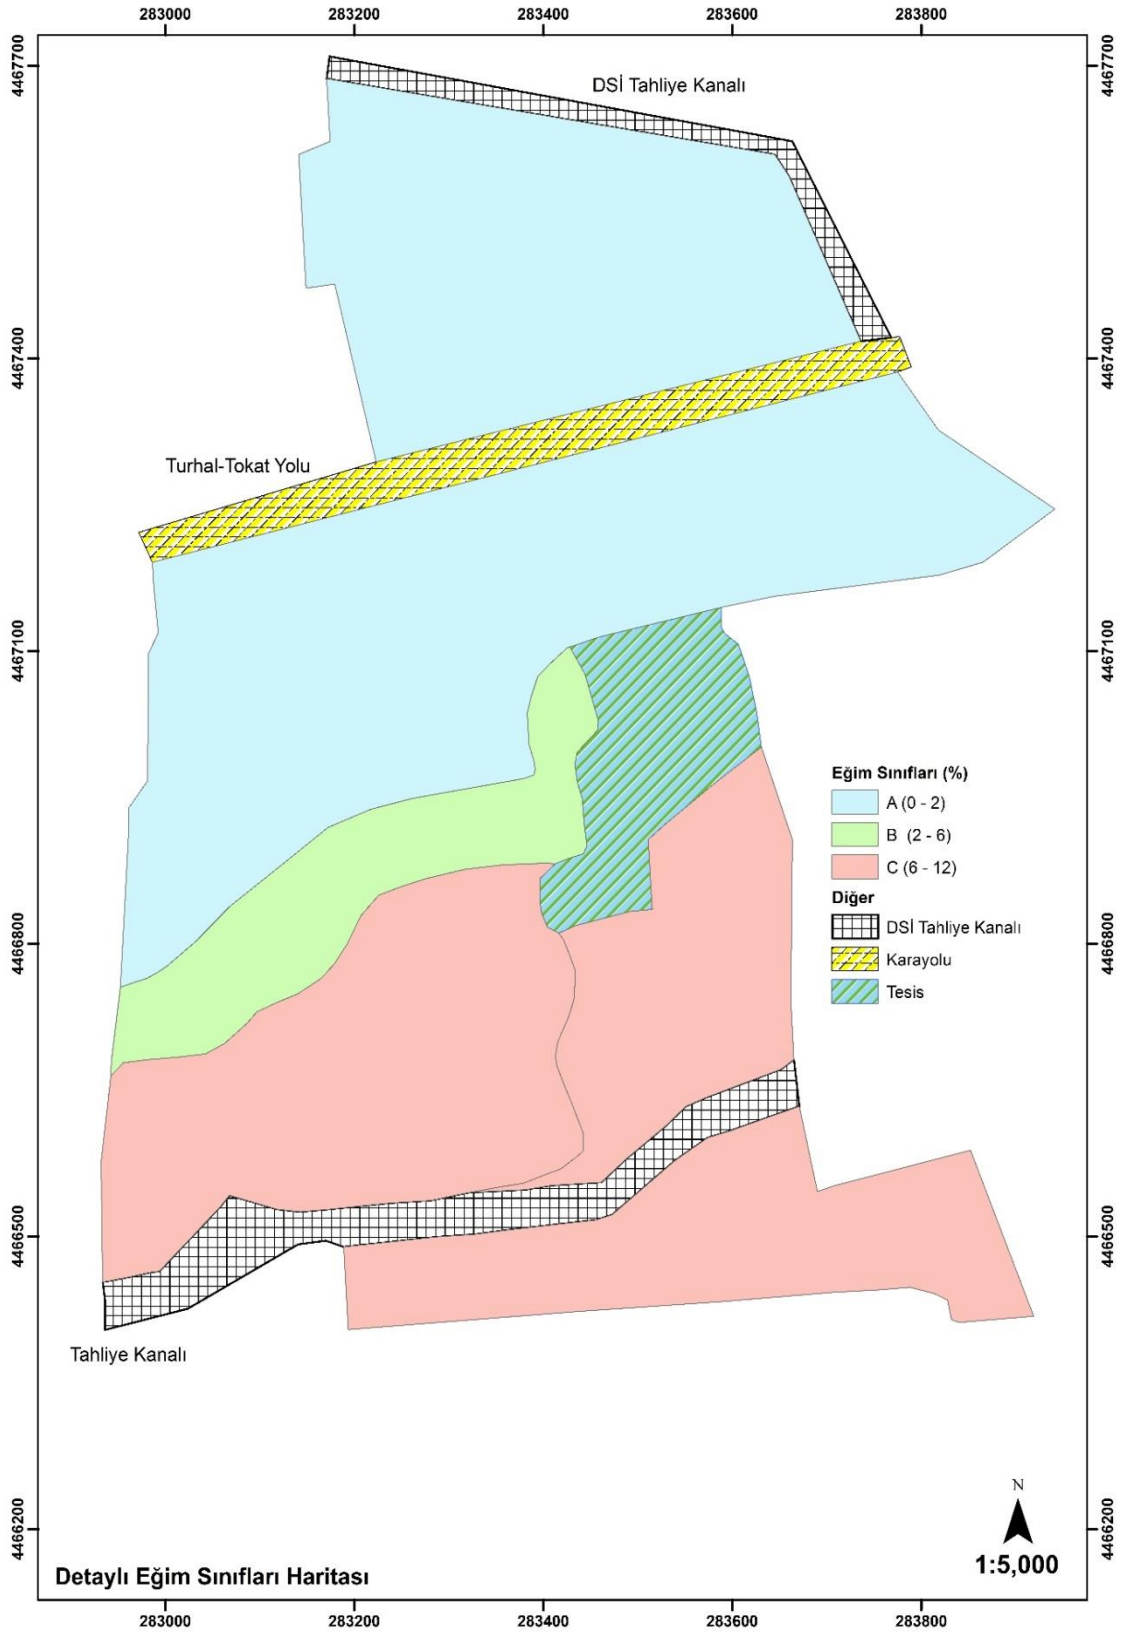 283000 283200 283400 283600 283800
4467700 4467700
DSİ Tahliye Kanalı
4467400 4467400
Turhal-Tokat Yolu
4467100 4467100
Eğim Sınıfları (%)
A (0 - 2)
B (2 - 6)
C (6 - 12)
Diğer
DSİ Tahliye Kanalı
Karayolu
Tesis
4466800 4466800
4466500 4466500
Tahliye Kanalı
4466200 4466200
N
1:5,000
Detaylı Eğim Sınıfları Haritası
283000 283200 283400 283600 283800